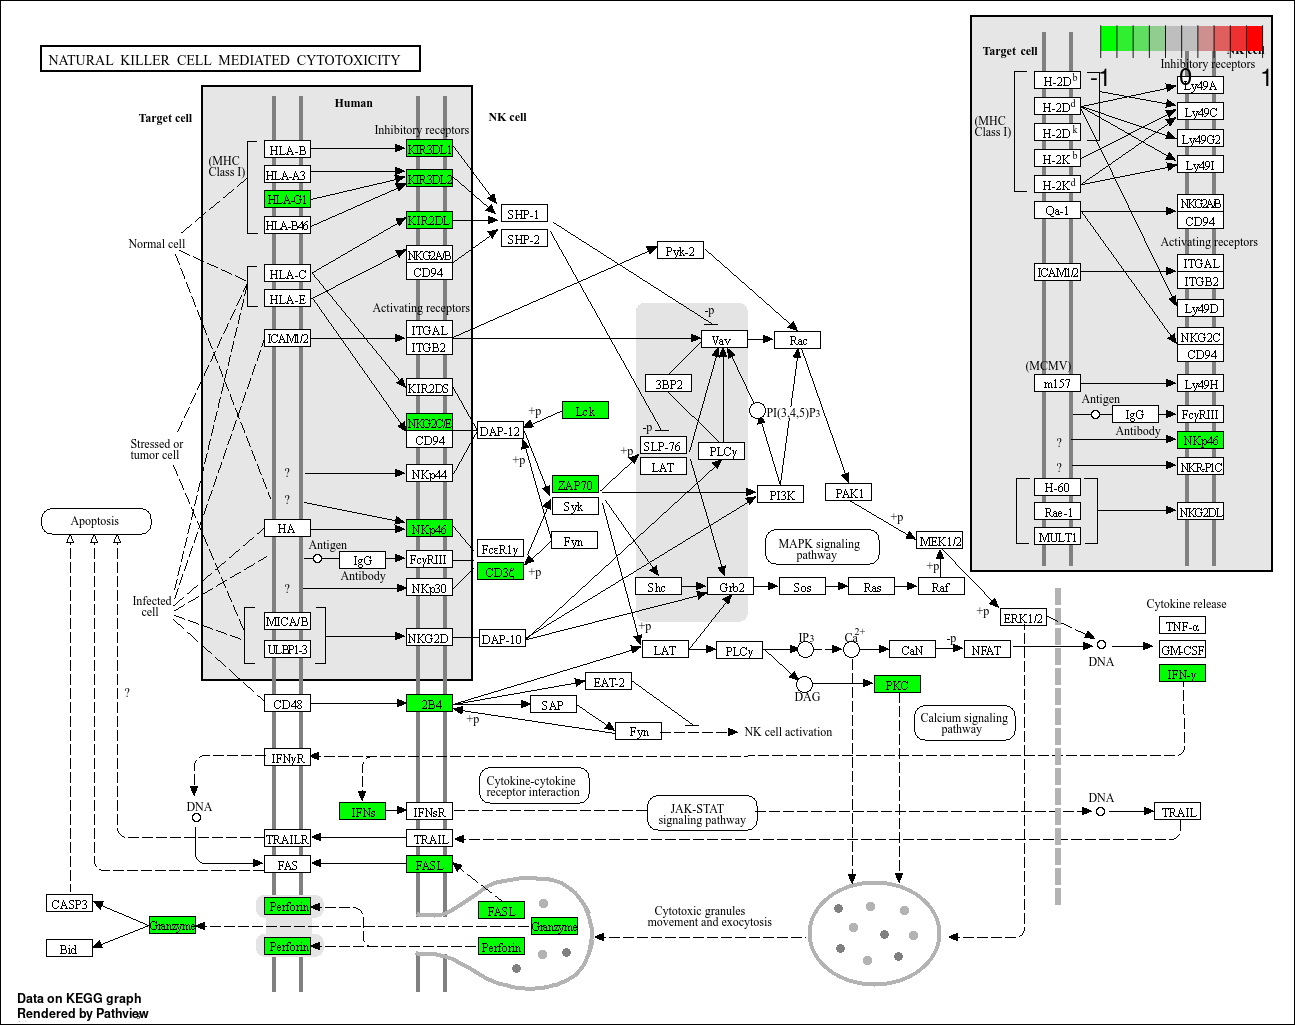 NATURAL KILLER CELL MEDIATED CYTOTOXICITY
Target cell
Human
NK cell
Inhibitory receptors
(MHC
Class I)
HLA-B
KIR3DL1
HLA-A3
KIR3DL2
HLA-G1
HLA-B46
KIR2DL
SHP-1
SHP-2
Normal cell
HLA-C
NKG2A/B
CD94
HLA-E
Pyk-2
Activating receptors
ICAM1/2
ITGAL
ITGB2
-p
Vav
Rac
KIR2DS
3BP2
Lck
+p
PI(3,4,5)P3
NKG2C/E
CD94
DAP-12
-p
SLP-76
PLCγ
LAT
Stressed or
tumor cell
+p
+p
?
NKp44
ZAP70
Syk
PI3K
PAK1
?
Apoptosis
HA
NKp46
+p
Antigen
IgG
Antibody
FcγRIII
FcεR1γ
Fyn
CD3ζ
+p
MAPK signaling
pathway
MEK1/2
+p
?
NKp30
Shc
Grb2
Sos
Ras
Raf
Infected
cell
MICA/B
ULBP1-3
NKG2D
DAP-10
+p
LAT
PLCγ
IP3
Ca2+
CaN
-p
NFAT
+p
ERK1/2
DNA
Cytokine release
TNF-α
GM-CSF
IFN-γ
DAG
PKC
?
CD48
2B4
+p
EAT-2
SAP
Fyn
NK cell activation
Calcium signaling
pathway
IFNγR
DNA
Cytokine-cytokine
receptor interaction
IFNs
IFNsR
JAK-STAT
signaling pathway
DNA
TRAIL
TRAILR
TRAIL
FAS
FASL
CASP3
Perforin
FASL
Granzyme
Granzyme
Bid
Perforin
Perforin
Cytotoxic granules
movement and exocytosis
Target cell
Inhibitory receptors
-1
0
1
(MHC
Class I)
H-2Db
H-2Dd
H-2Dk
H-2Kb
H-2Kd
Ly49A
Ly49C
Ly49G2
Ly49I
Qa-1
NKG2A/B
CD94
Activating receptors
ICAM1/2
ITGAL
ITGB2
Ly49D
NKG2C
CD94
(MCMV)
m157
Ly49H
Antigen
IgG
Antibody
FcγRIII
?
NKp46
?
NKR-P1C
H-60
Rae-1
MULT1
NKG2DL
Data on KEGG graph
Rendered by Pathview